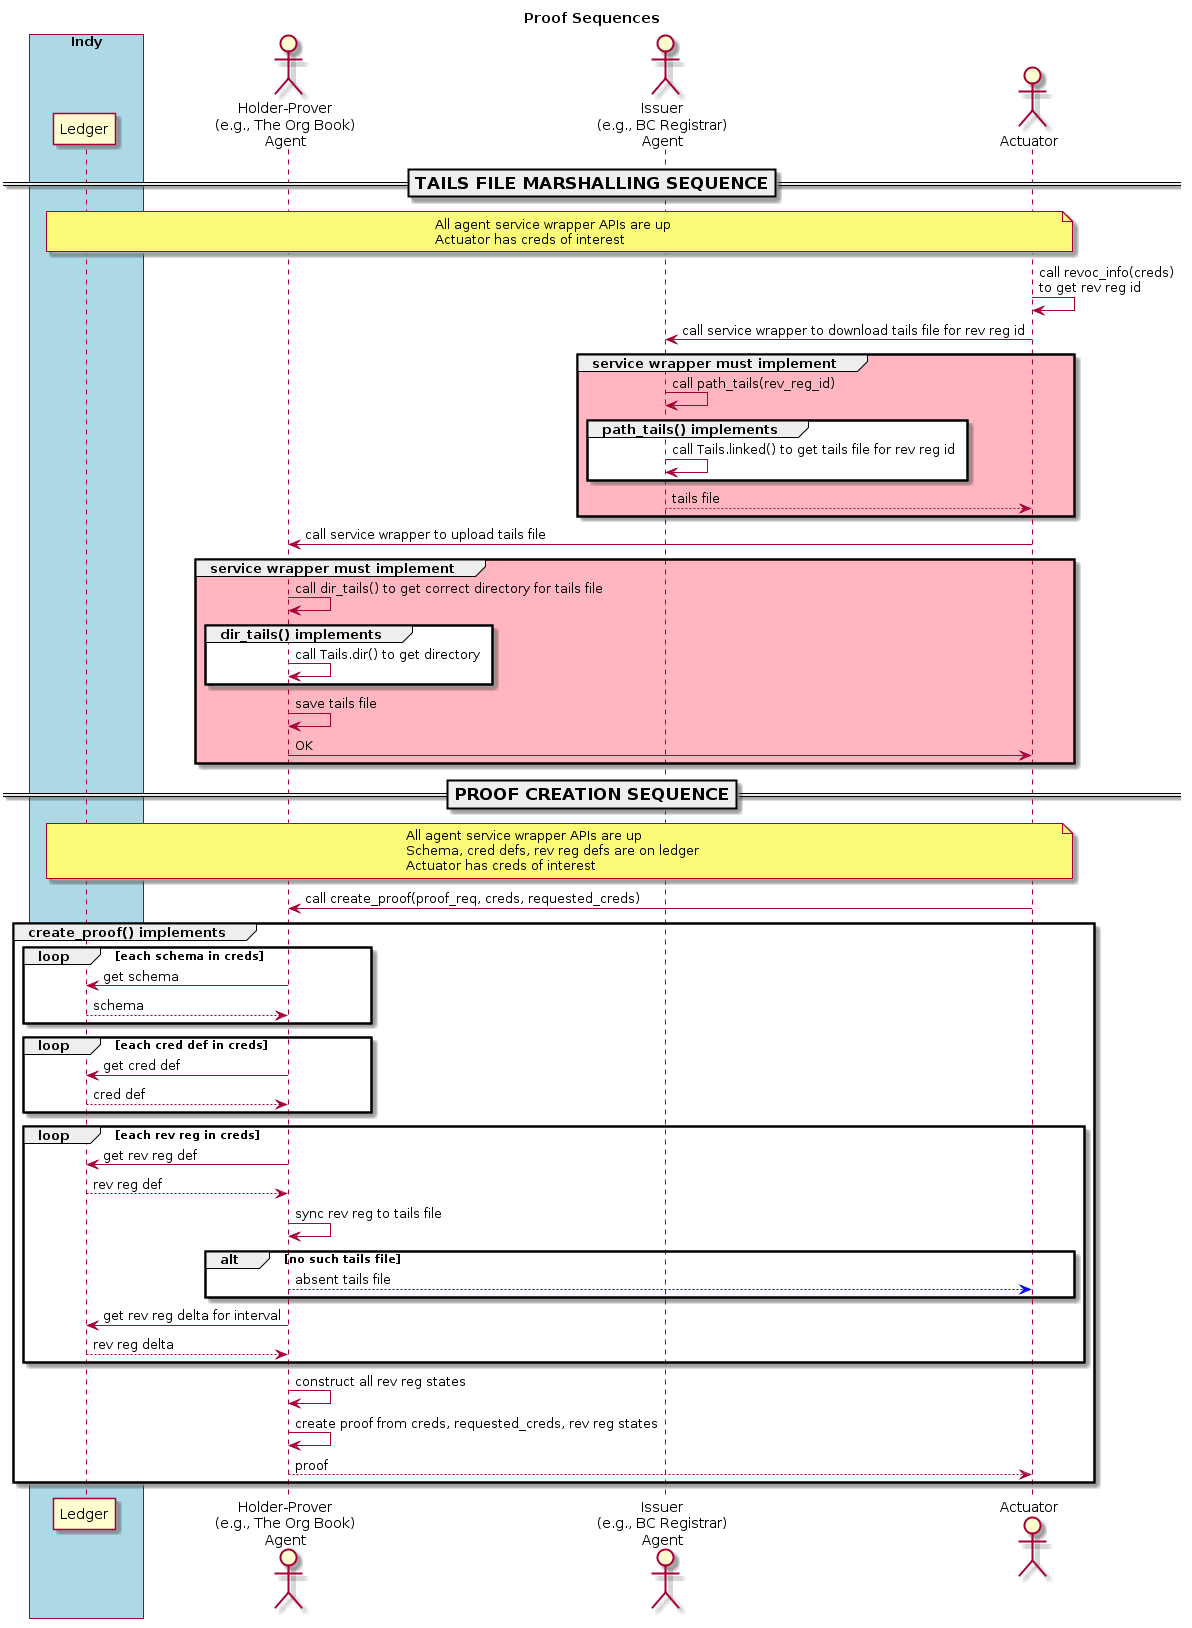 Proof Sequences
Indy
Ledger
Holder-Prover
(e.g., The Org Book)
Agent
Issuer
(e.g., BC Registrar)
Agent
Actuator
TAILS FILE MARSHALLING SEQUENCE
All agent service wrapper APIs are up
Actuator has creds of interest
call revoc_info(creds)
to get rev reg id
call service wrapper to download tails file for rev reg id
service wrapper must implement
call path_tails(rev_reg_id)
path_tails() implements
call Tails.linked() to get tails file for rev reg id
tails file
call service wrapper to upload tails file
service wrapper must implement
call dir_tails() to get correct directory for tails file
dir_tails() implements
call Tails.dir() to get directory
save tails file
OK
PROOF CREATION SEQUENCE
All agent service wrapper APIs are up
Schema, cred defs, rev reg defs are on ledger
Actuator has creds of interest
call create_proof(proof_req, creds, requested_creds)
create_proof() implements
loop [each schema in creds]
get schema
schema
loop [each cred def in creds]
get cred def
cred def
loop [each rev reg in creds]
get rev reg def
rev reg def
sync rev reg to tails file
alt [no such tails file]
absent tails file
get rev reg delta for interval
rev reg delta
construct all rev reg states
create proof from creds, requested_creds, rev reg states
proof
Ledger
Holder-Prover
(e.g., The Org Book)
Agent
Issuer
(e.g., BC Registrar)
Agent
Actuator